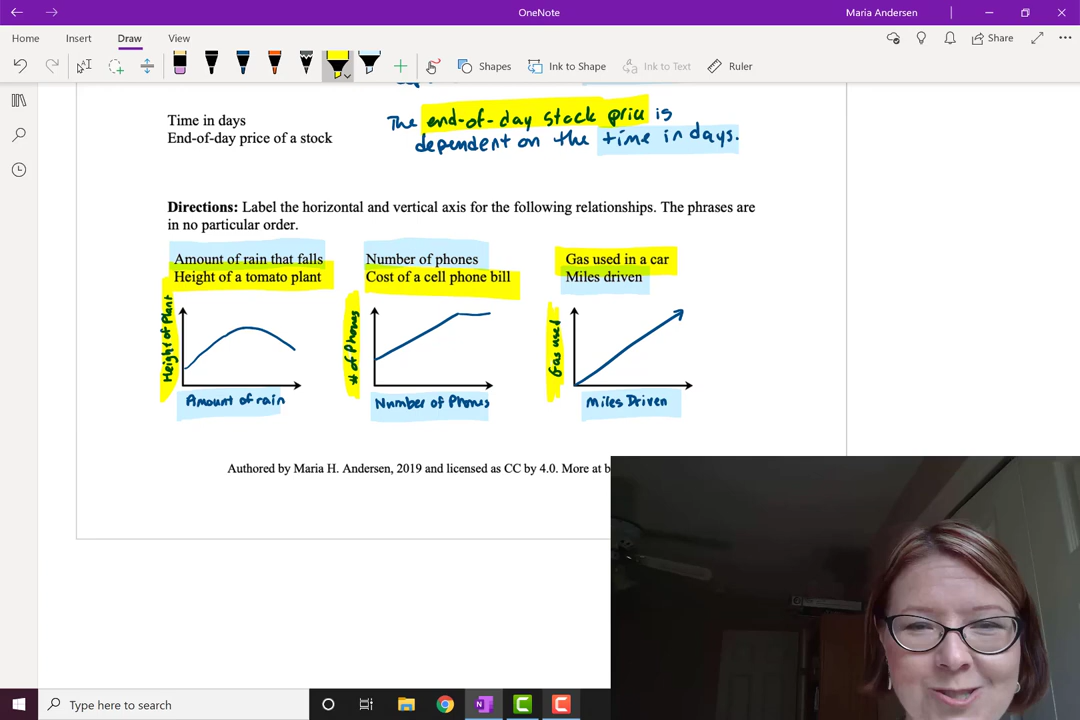 OneNote
Maria Andersen
Home Insert Draw View
Share
Shapes Ink to Shape Ink to Text Ruler
Time in days
End-of-day price of a stock
The end-of-day stock price is
dependent on the time in days.
Directions: Label the horizontal and vertical axis for the following relationships. The phrases are
in no particular order.
Amount of rain that falls
Height of a tomato plant
Height of Plant
Amount of rain
Number of phones
Cost of a cell phone bill
# of Phones
Number of Phones
Gas used in a car
Miles driven
Gas used
Miles Driven
Authored by Maria H. Andersen, 2019 and licensed as CC by 4.0. More at b
Type here to search